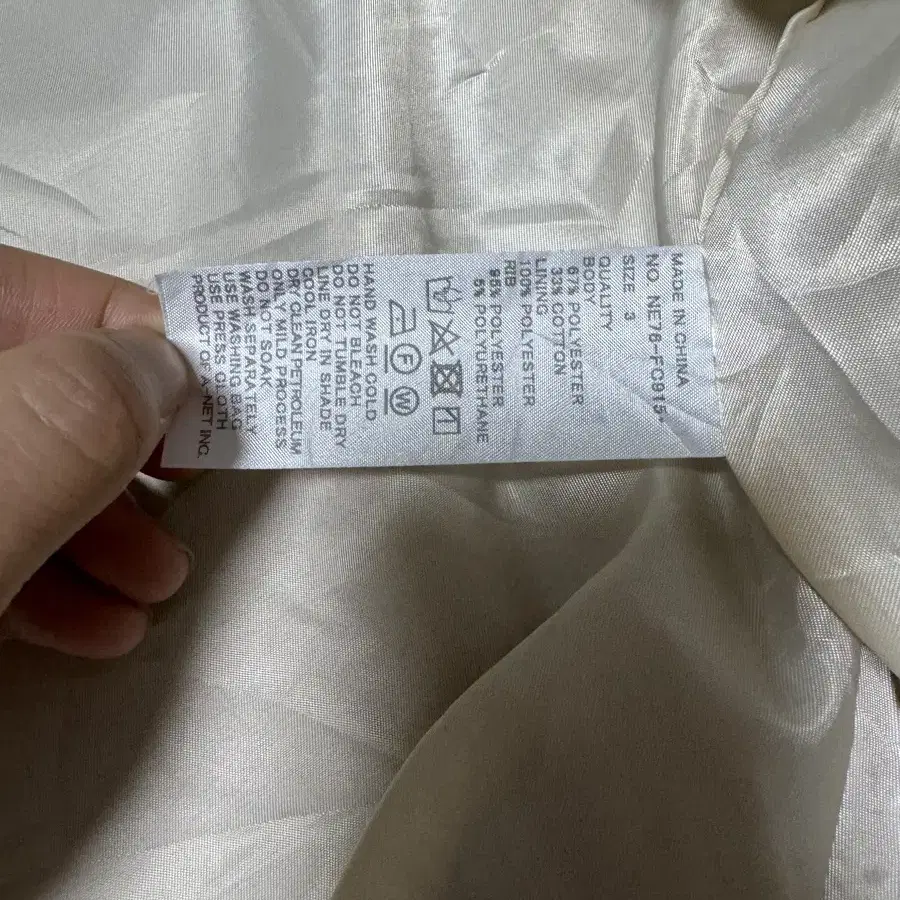 MADE IN CHINA
NO. NE76-FC915*
SIZE 3
QUALITY
BODY
67% POLYESTER
33% COTTON
LINING
100% POLYESTER
RIB
95% POLYESTER
5% POLYURETHANE
F W
HAND WASH COLD
DO NOT BLEACH
DO NOT TUMBLE DRY
LINE DRY IN SHADE
COOL IRON
DRY CLEAN PETROLEUM
ONLY MILD PROCESS
DO NOT SOAK
WASH SEPARATELY
USE WASHING BAG
USE PRESS CLOTH
PRODUCT OF A-NET INC.